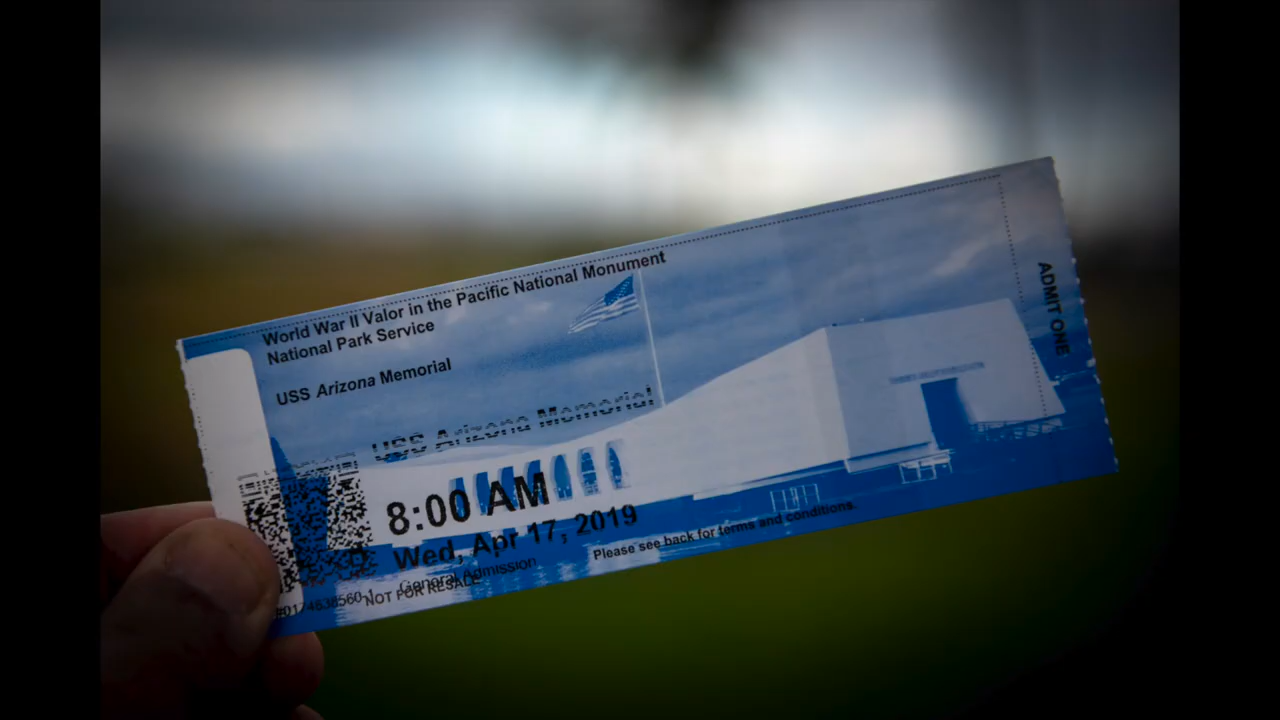 World War II Valor in the Pacific National Monument
National Park Service
USS Arizona Memorial
USS Arizona Memorial
8:00 AM
Wed, Apr 17, 2019
General Admission
NOT FOR RESALE
Please see back for terms and conditions.
ADMIT ONE